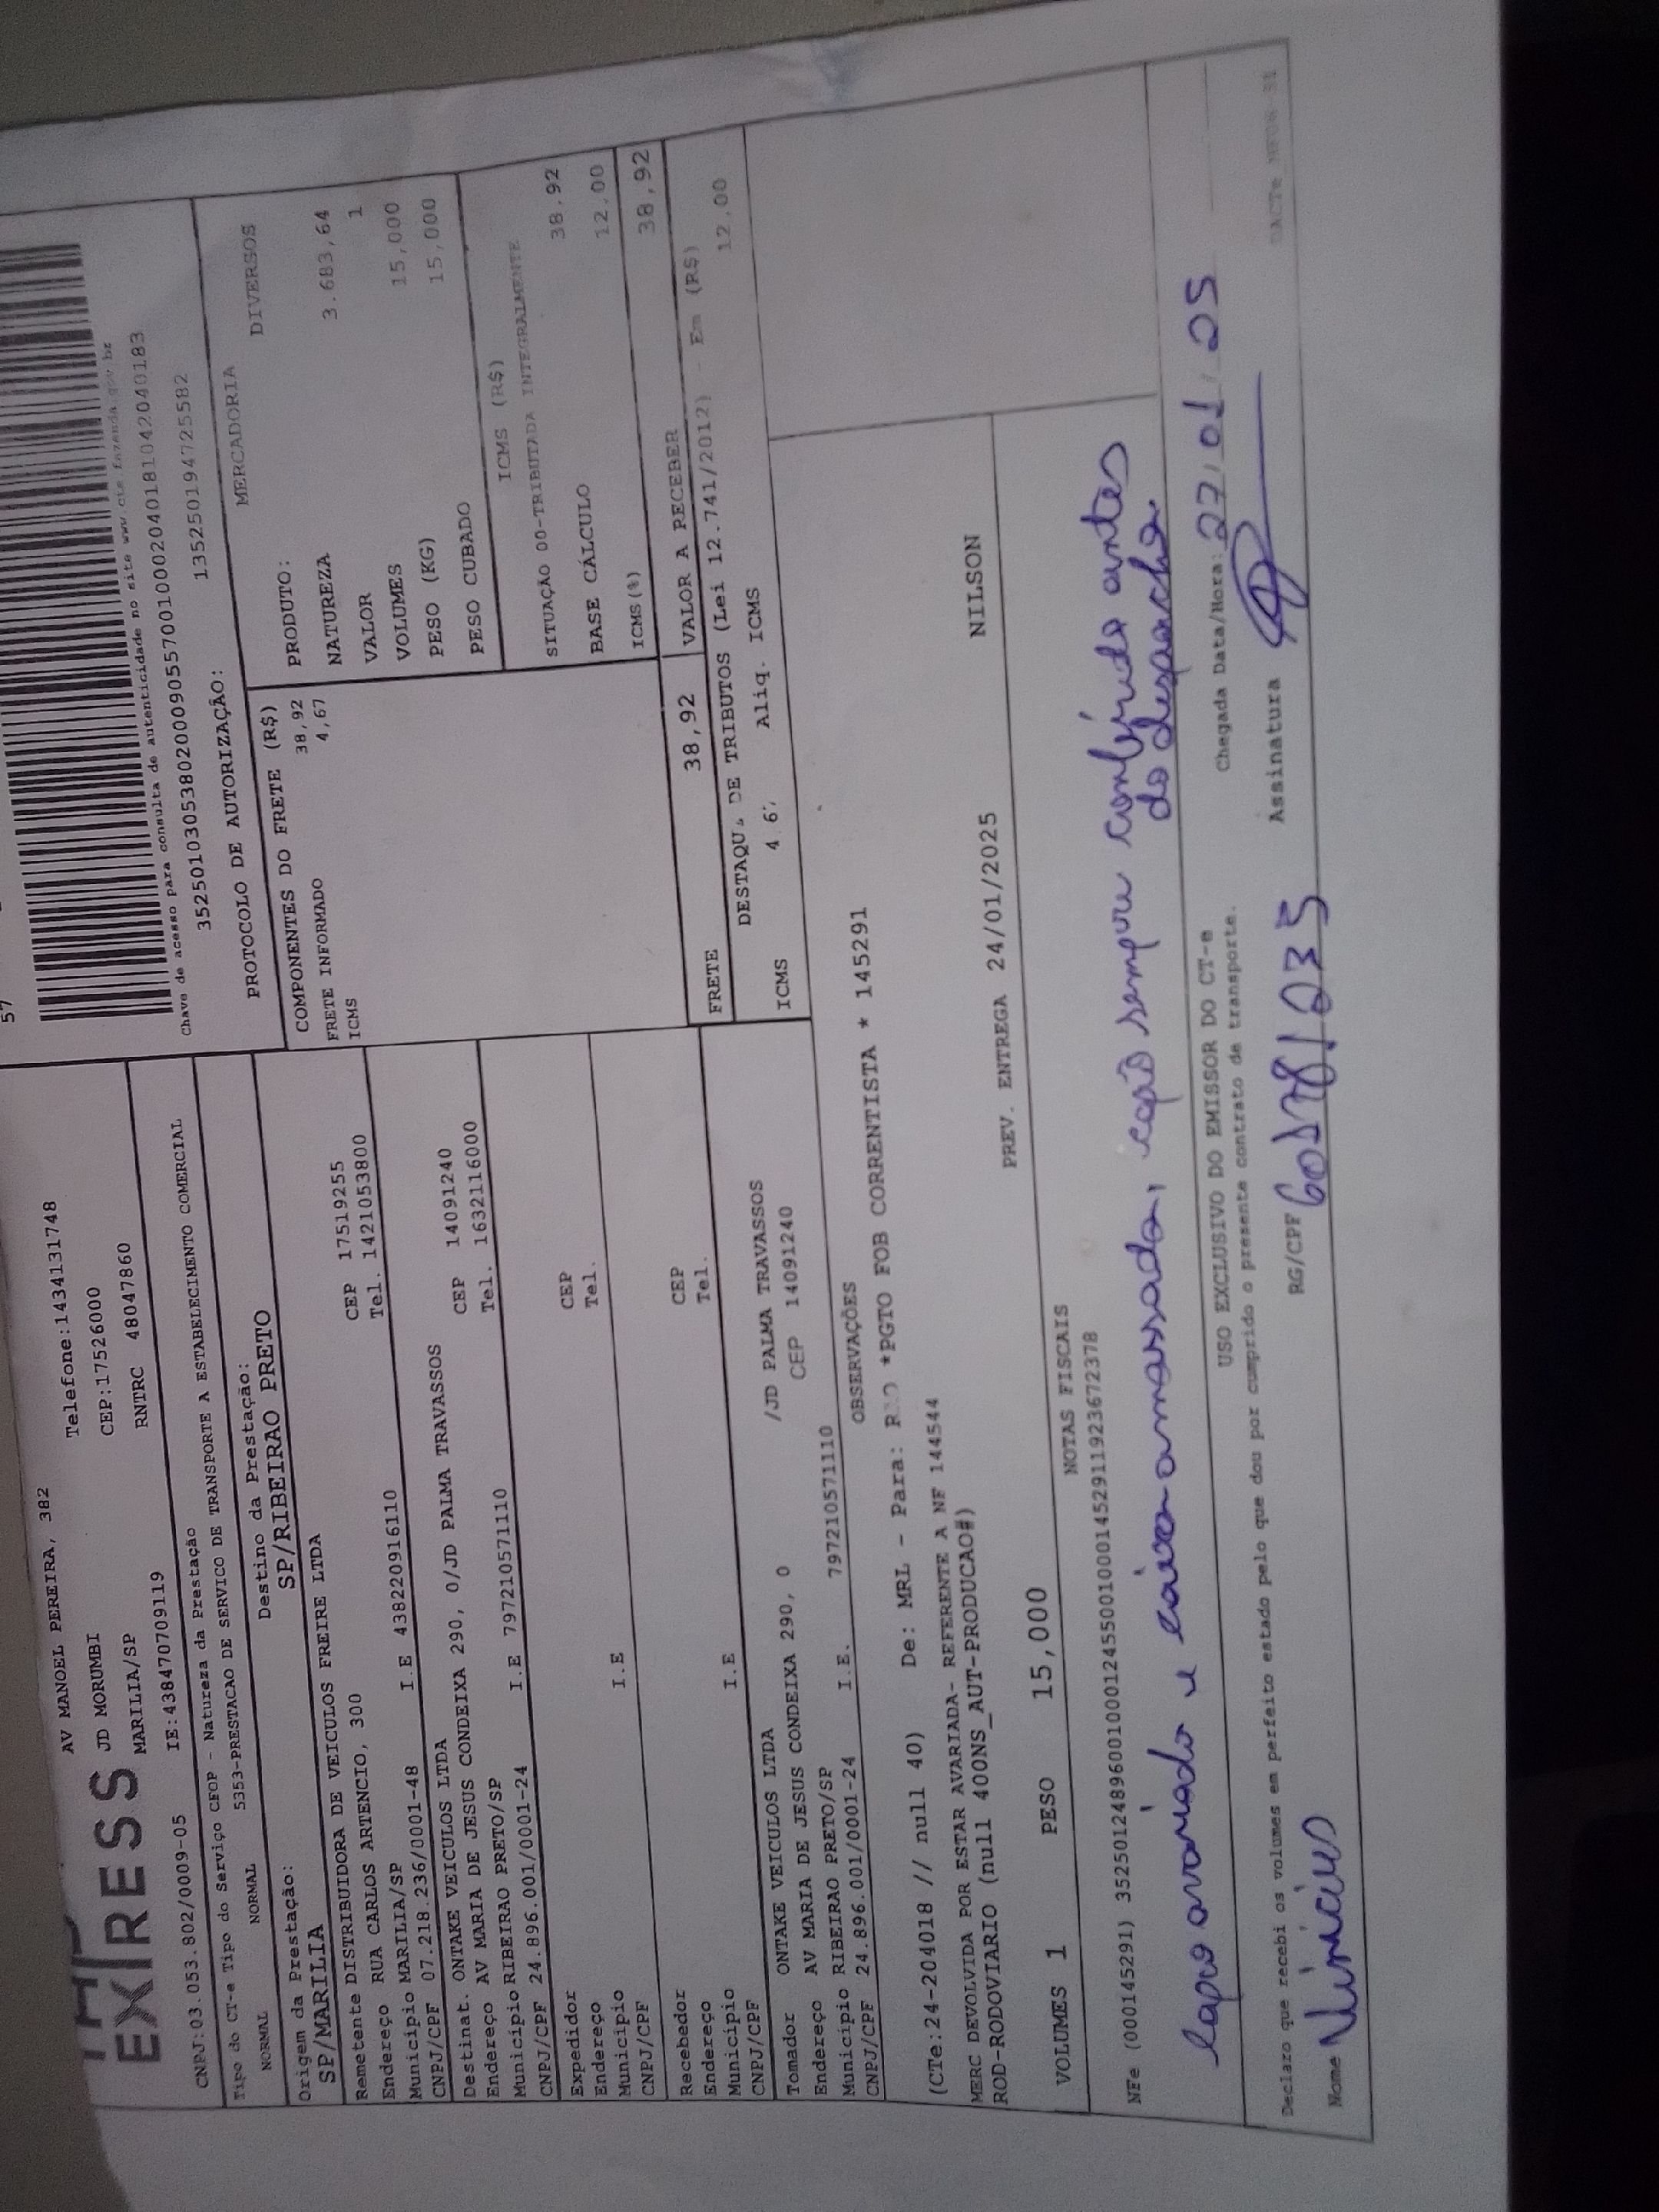 57
EXPRESS
AV MANOEL PEREIRA, 382
JD MORUMBI
MARILIA/SP
Telefone:1434131748
CEP:17526000
RNTRC 48047860
CNPJ:03.053.802/0009-05 IE:438470709119
Chave de acesso para consulta de autenticidade no site www.cte.fazenda.gov.br
35250103053802000905570010002040181042040183
PROTOCOLO DE AUTORIZAÇÃO: 135250194725582
Tipo do CT-e Tipo do Serviço CFOP - Natureza da Prestação
NORMAL NORMAL 5353-PRESTACAO DE SERVICO DE TRANSPORTE A ESTABELECIMENTO COMERCIAL
Origem da Prestação: Destino da Prestação:
SP/MARILIA SP/RIBEIRAO PRETO
Remetente DISTRIBUIDORA DE VEICULOS FREIRE LTDA
Endereço RUA CARLOS ARTENCIO, 300 CEP 17519255
Município MARILIA/SP Tel. 1421053800
CNPJ/CPF 07.218.236/0001-48 I.E 438220916110
Destinat. ONTAKE VEICULOS LTDA
Endereço AV MARIA DE JESUS CONDEIXA 290, 0/JD PALMA TRAVASSOS CEP 14091240
Município RIBEIRAO PRETO/SP Tel. 1632116000
CNPJ/CPF 24.896.001/0001-24 I.E 797210571110
Expedidor
Endereço CEP
Município Tel.
CNPJ/CPF I.E
Recebedor
Endereço CEP
Município Tel.
CNPJ/CPF I.E
Tomador ONTAKE VEICULOS LTDA
Endereço AV MARIA DE JESUS CONDEIXA 290, 0 /JD PALMA TRAVASSOS
Município RIBEIRAO PRETO/SP CEP 14091240
CNPJ/CPF 24.896.001/0001-24 I.E. 797210571110
COMPONENTES DO FRETE (R$)
FRETE INFORMADO 38,92
ICMS 4,67
MERCADORIA
PRODUTO: DIVERSOS
NATUREZA
VALOR 3.683,64
VOLUMES 1
PESO (KG) 15,000
PESO CUBADO 15,000
ICMS (R$)
SITUAÇÃO 00-TRIBUTADA INTEGRALMENTE
BASE CÁLCULO 38,92
ICMS(%) 12,00
FRETE 38,92 VALOR A RECEBER 38,92
DESTAQUE DE TRIBUTOS (Lei 12.741/2012) - Em (R$)
ICMS 4 6 Aliq. ICMS 12,00
OBSERVAÇÕES
(CTe:24-204018 // null 40) De: MRL - Para: *PGTO FOB CORRENTISTA * 145291
MERC DEVOLVIDA POR ESTAR AVARIADA- REFERENTE A NF 144544
ROD-RODOVIARIO (null 400NS_AUT-PRODUCAO#)
NILSON
PREV. ENTREGA 24/01/2025
VOLUMES 1 PESO 15,000
NOTAS FISCAIS
NFe (000145291) 35250124896001000124550010001452911923672378
capo avariado e caixa amassada, capô sempre conferido antes
do despancho.
USO EXCLUSIVO DO EMISSOR DO CT-e
Declaro que recebi os volumes em perfeito estado pelo que dou por cumprido o presente contrato de transporte.
Chegada Data/Hora: 27/01/25
Nome Vinicius RG/CPF Assinatura